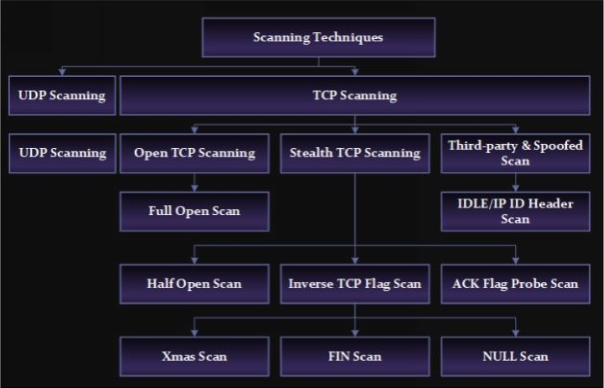 Scanning Techniques
UDP Scanning
TCP Scanning
UDP Scanning
Open TCP Scanning
Stealth TCP Scanning
Third-party & Spoofed
Scan
Full Open Scan
IDLE/IP ID Header
Scan
Half Open Scan
Inverse TCP Flag Scan
ACK Flag Probe Scan
Xmas Scan
FIN Scan
NULL Scan